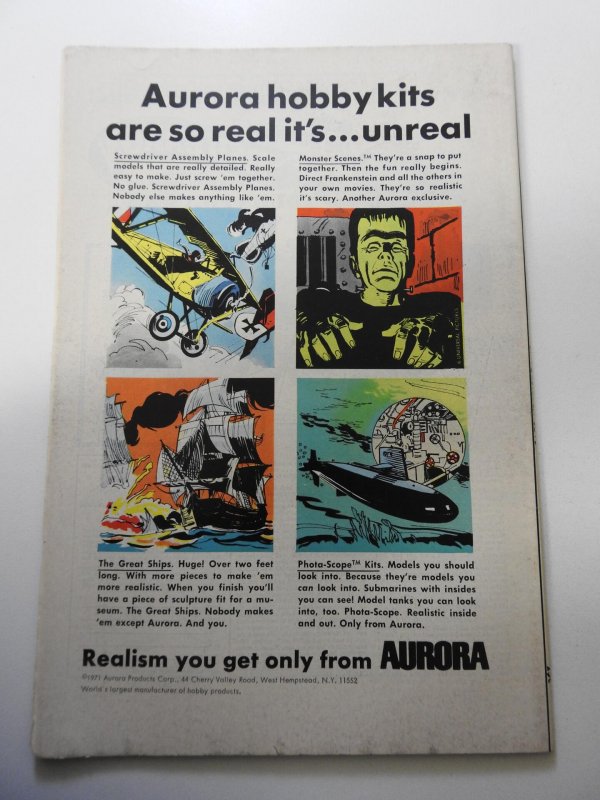 Aurora hobby kits
are so real it's...unreal
Screwdriver Assembly Planes. Scale
models that are really detailed. Really
easy to make. Just screw 'em together.
No glue. Screwdriver Assembly Planes.
Nobody else makes anything like 'em.
Monster Scenes.™ They're a snap to put
together. Then the fun really begins.
Direct Frankenstein and all the others in
your own movies. They're so realistic
it's scary. Another Aurora exclusive.
© UNIVERSAL PICTURES
The Great Ships. Huge! Over two feet
long. With more pieces to make 'em
more realistic. When you finish you'll
have a piece of sculpture fit for a mu-
seum. The Great Ships. Nobody makes
'em except Aurora. And you.
Phota-Scope™ Kits. Models you should
look into. Because they're models you
can look into. Submarines with insides
you can see! Model tanks you can look
into, too. Phota-Scope. Realistic inside
and out. Only from Aurora.
Realism you get only from AURORA
©1971 Aurora Products Corp., 44 Cherry Valley Road, West Hempstead, N.Y. 11552
World's largest manufacturer of hobby products.